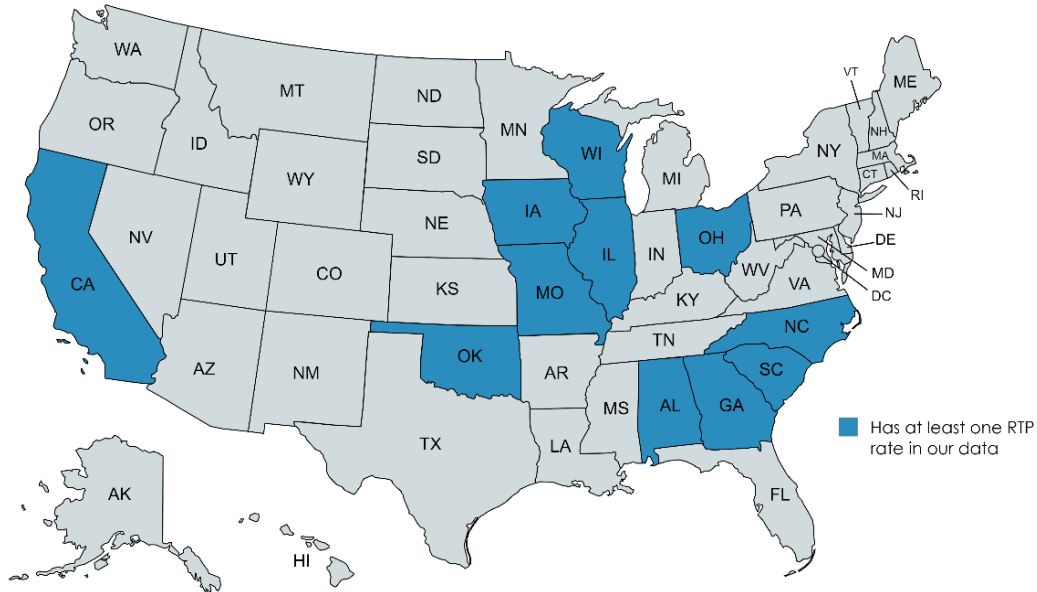 WA
MT
ND
MN
VT
ME
OR
ID
SD
WI
NY
NH
MA
CT
RI
WY
MI
IA
NE
PA
NJ
NV
UT
CO
IL
IN
OH
DE
MD
DC
CA
KS
MO
WV
VA
KY
NC
TN
AZ
NM
OK
AR
SC
MS
AL
GA
TX
LA
Has at least one RTP
rate in our data
FL
AK
HI